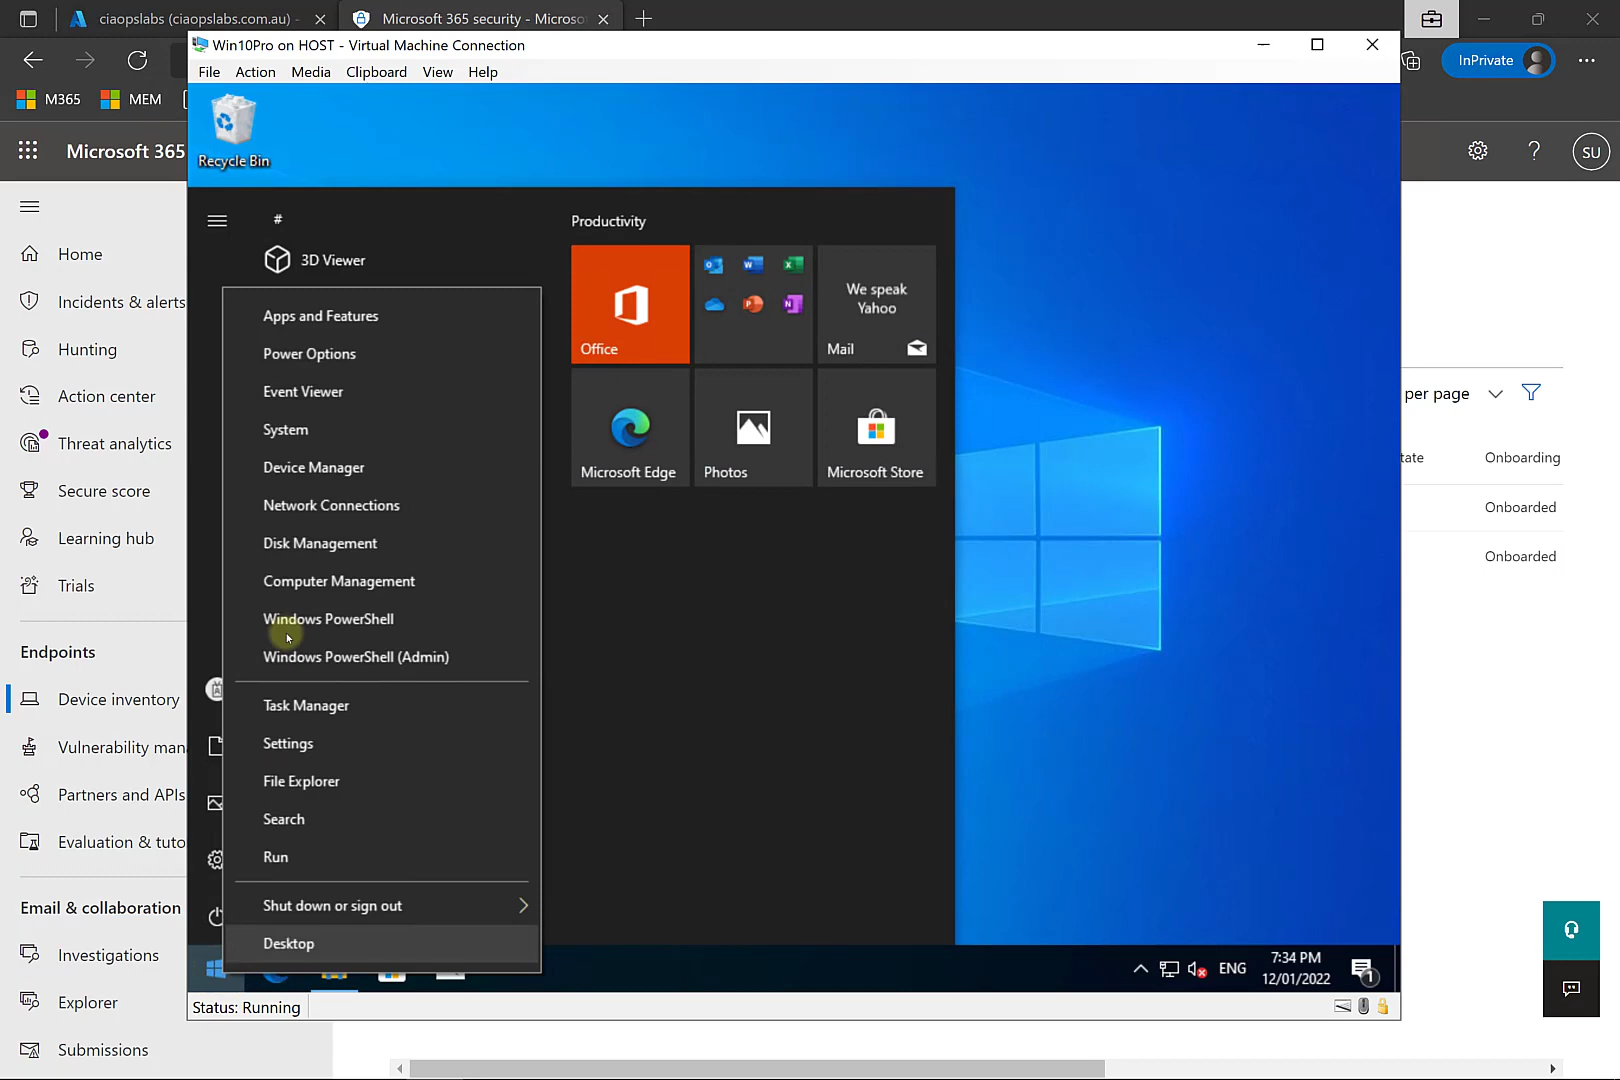 ciaopslabs (ciaopslabs.com.au) -
Microsoft 365 security - Microso
Win10Pro on HOST - Virtual Machine Connection
File Action Media Clipboard View Help
InPrivate
M365
MEM
Microsoft 365
SU
Home
Incidents & alerts
Hunting
Action center
Threat analytics
Secure score
Learning hub
Trials
Endpoints
Device inventory
Vulnerability man
Partners and APIs
Evaluation & tuto
Email & collaboration
Investigations
Explorer
Submissions
Recycle Bin
#
3D Viewer
Apps and Features
Power Options
Event Viewer
System
Device Manager
Network Connections
Disk Management
Computer Management
Windows PowerShell
Windows PowerShell (Admin)
Task Manager
Settings
File Explorer
Search
Run
Shut down or sign out
Desktop
Productivity
Office
We speak
Yahoo
Mail
Microsoft Edge
Photos
Microsoft Store
per page
tate
Onboarding
Onboarded
Onboarded
ENG
7:34 PM
12/01/2022
1
Status: Running